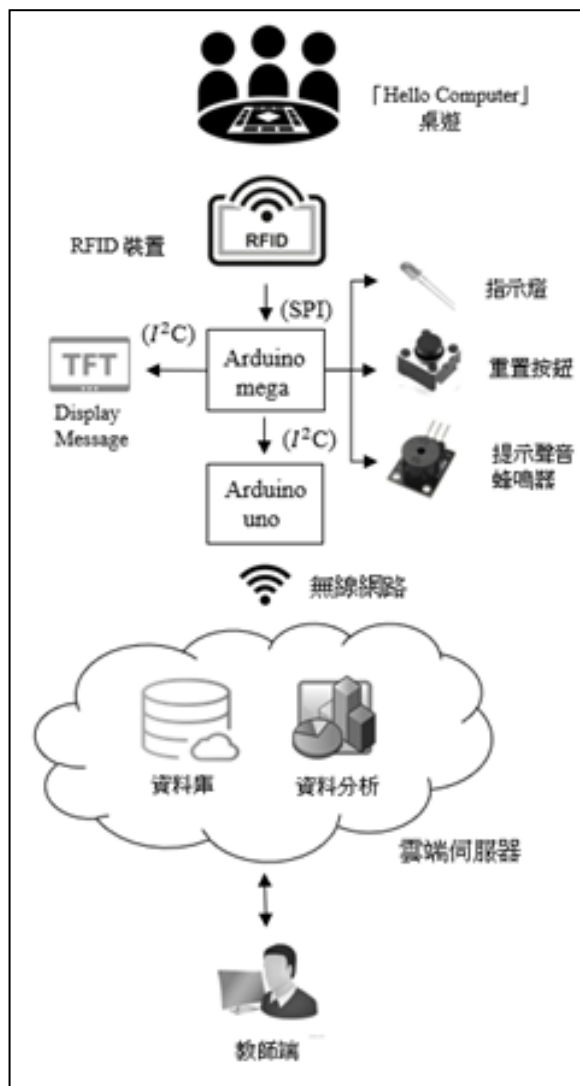 「Hello Computer」
桌遊
RFID 裝置
RFID
(SPI)
指示燈
(I²C)
TFT
Display
Message
Arduino
mega
重置按鈕
(I²C)
提示聲音
蜂鳴器
Arduino
uno
無線網路
資料庫
資料分析
雲端伺服器
教師端